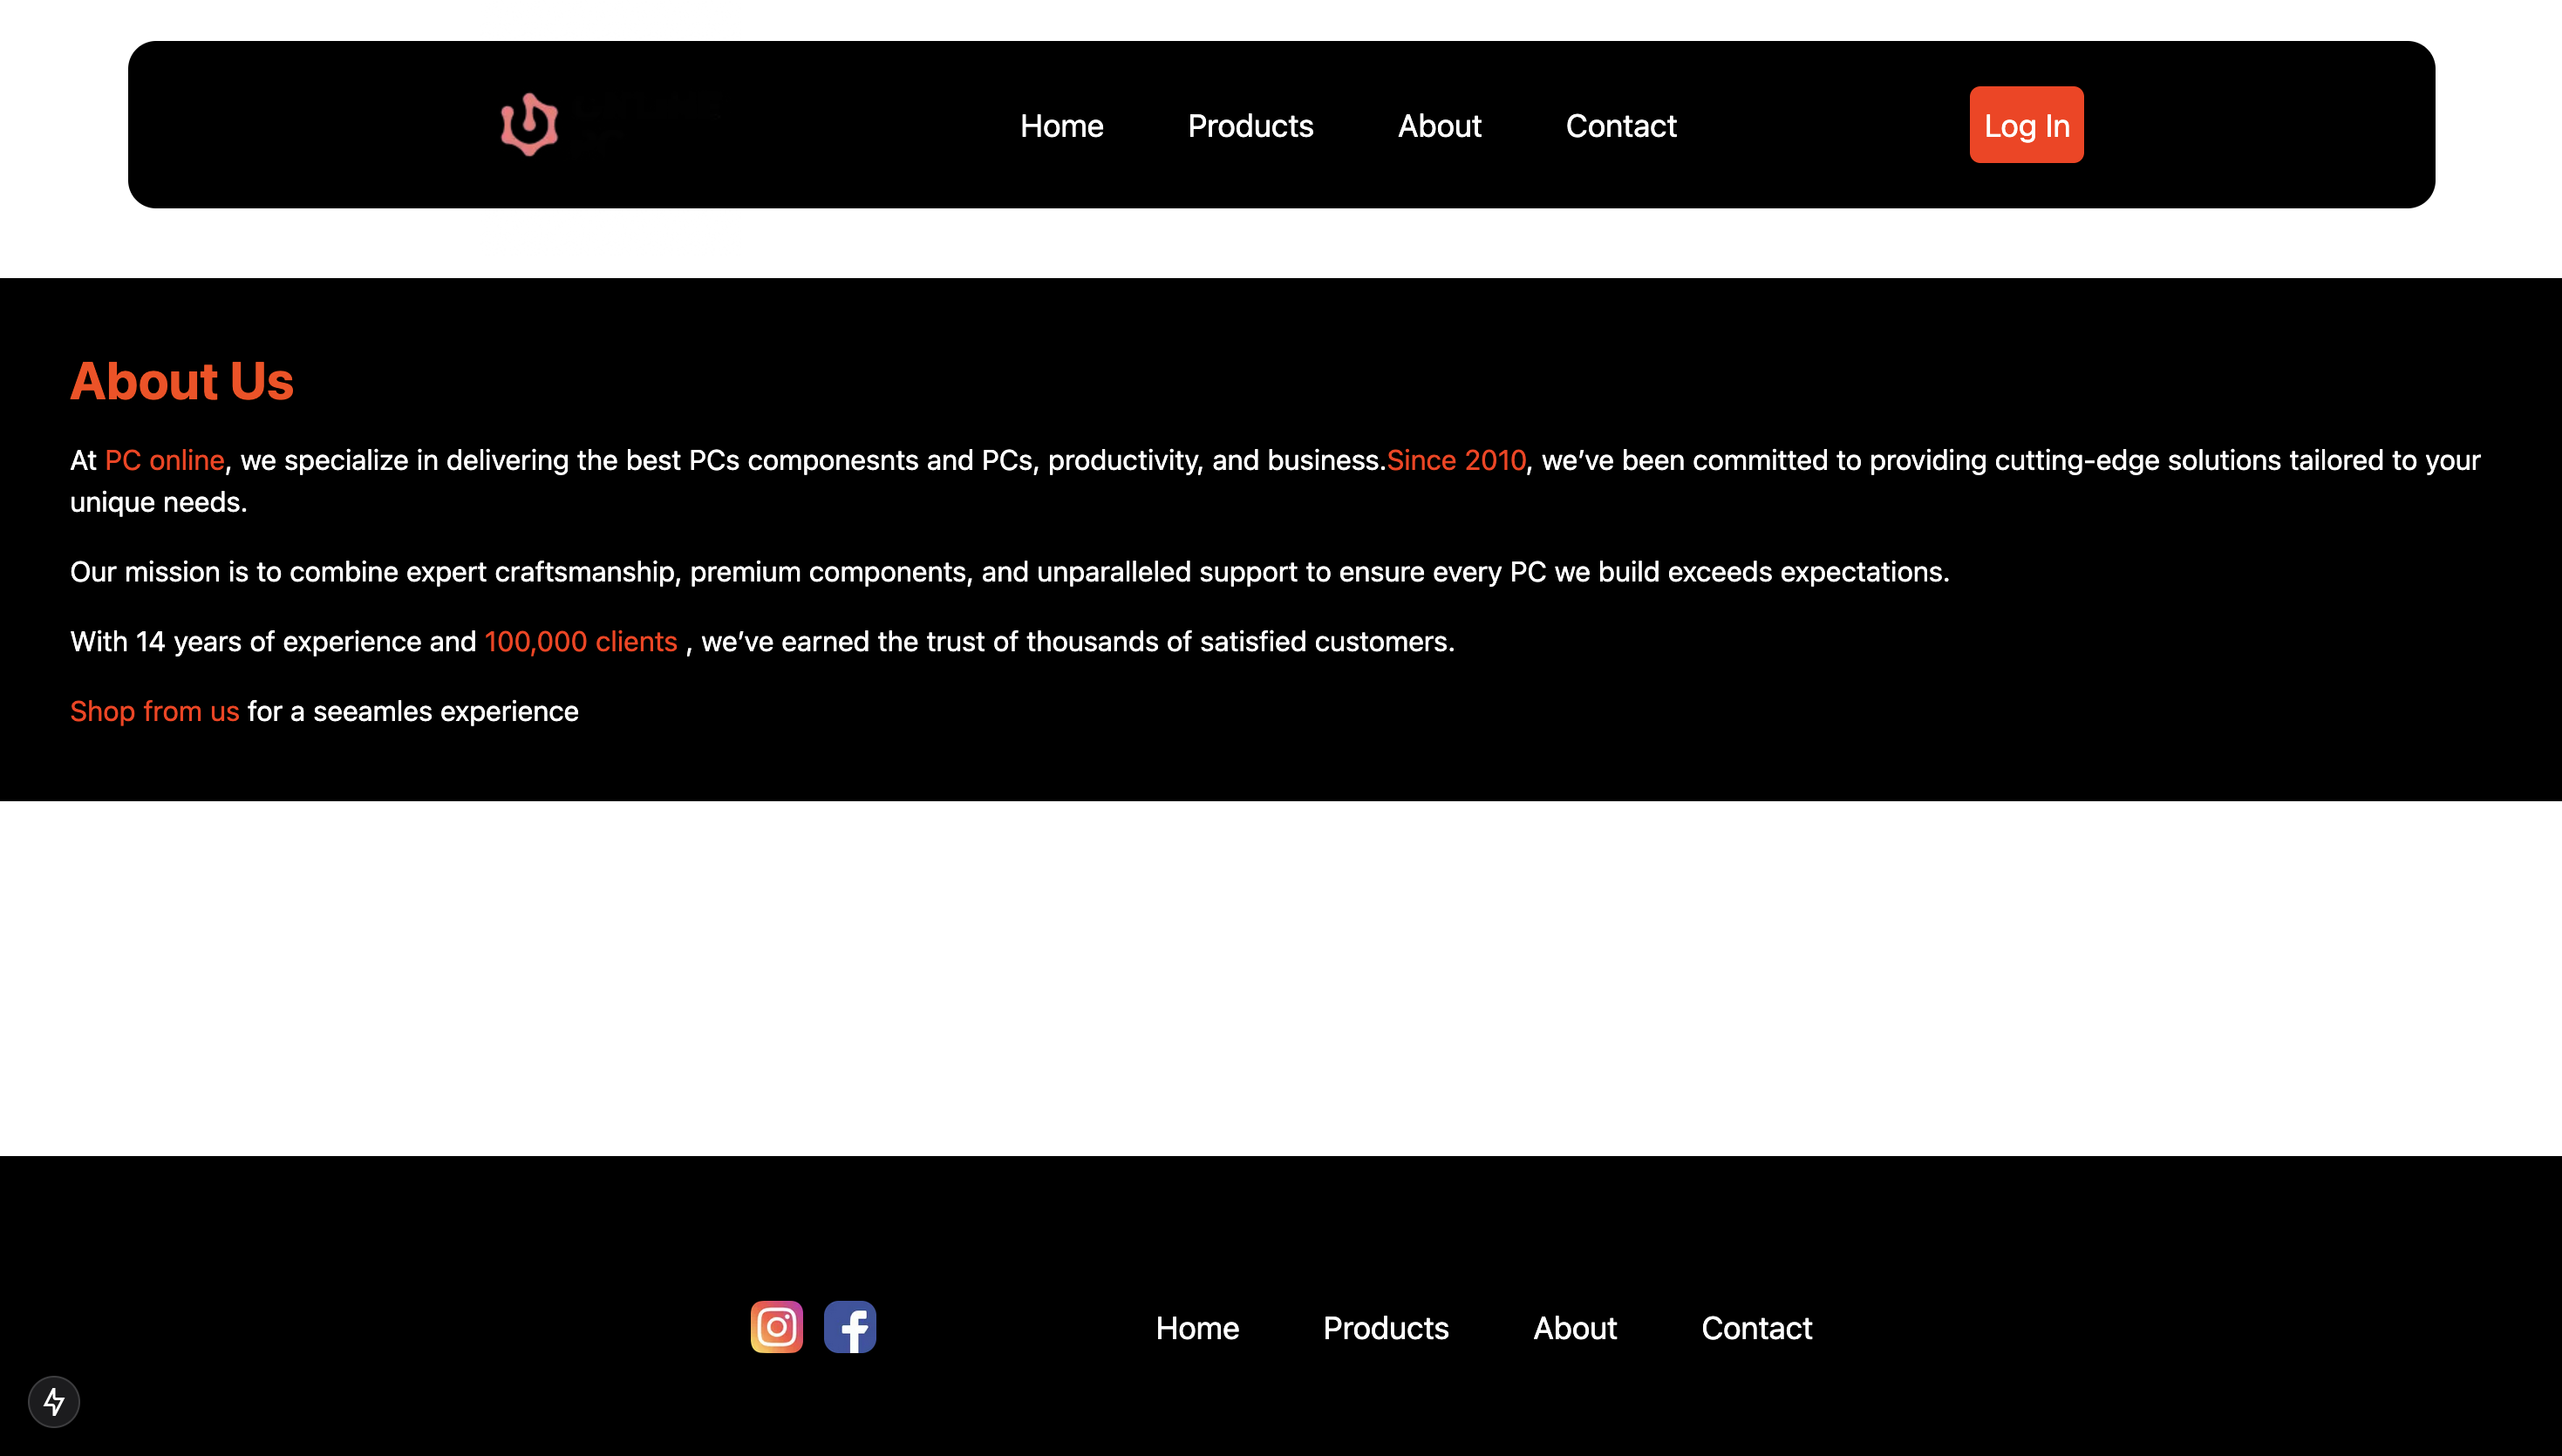 Home Products About Contact Log In
About Us
At PC online, we specialize in delivering the best PCs componesnts and PCs, productivity, and business.Since 2010, we’ve been committed to providing cutting-edge solutions tailored to your
unique needs.
Our mission is to combine expert craftsmanship, premium components, and unparalleled support to ensure every PC we build exceeds expectations.
With 14 years of experience and 100,000 clients , we’ve earned the trust of thousands of satisfied customers.
Shop from us for a seeamles experience
Home Products About Contact